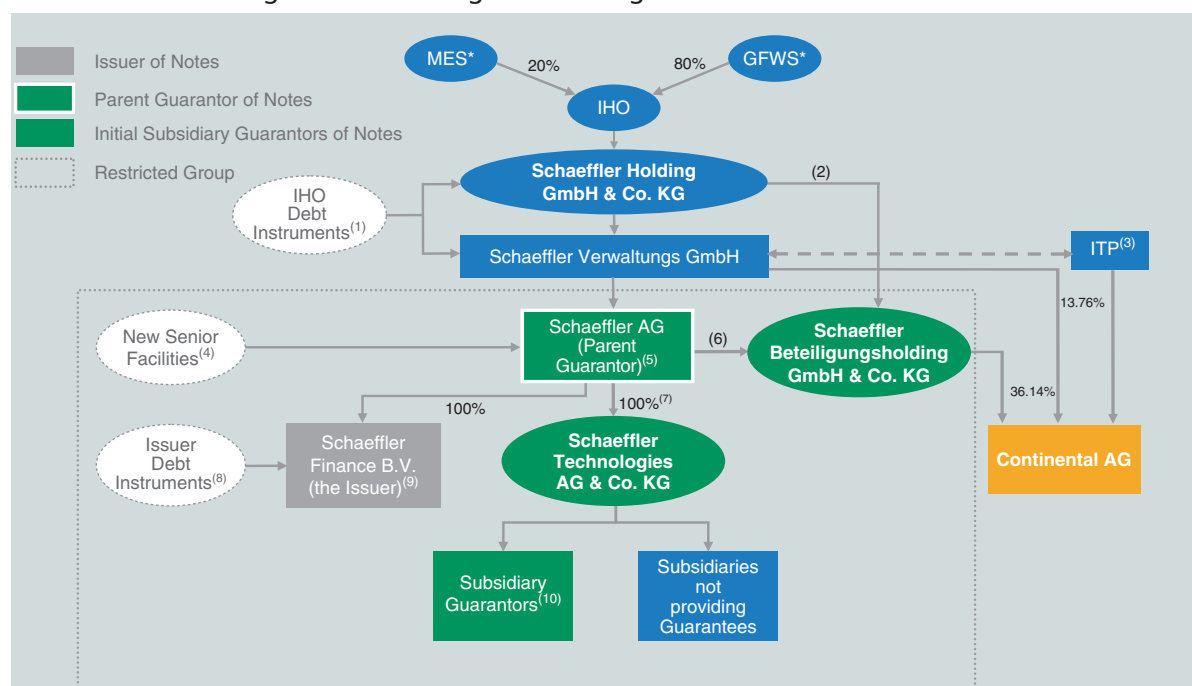 Issuer of Notes
Parent Guarantor of Notes
Initial Subsidiary Guarantors of Notes
Restricted Group
MES*
20%
80%
GFWS*
IHO
Schaeffler Holding
GmbH & Co. KG
(2)
IHO
Debt
Instruments(1)
Schaeffler Verwaltungs GmbH
ITP(3)
13.76%
New Senior
Facilities(4)
Schaeffler AG
(Parent
Guarantor)(5)
(6)
Schaeffler
Beteiligungsholding
GmbH & Co. KG
36.14%
100%
100%(7)
Issuer
Debt
Instruments(8)
Schaeffler
Finance B.V.
(the Issuer)(9)
Schaeffler
Technologies
AG & Co. KG
Continental AG
Subsidiary
Guarantors(10)
Subsidiaries
not
providing
Guarantees